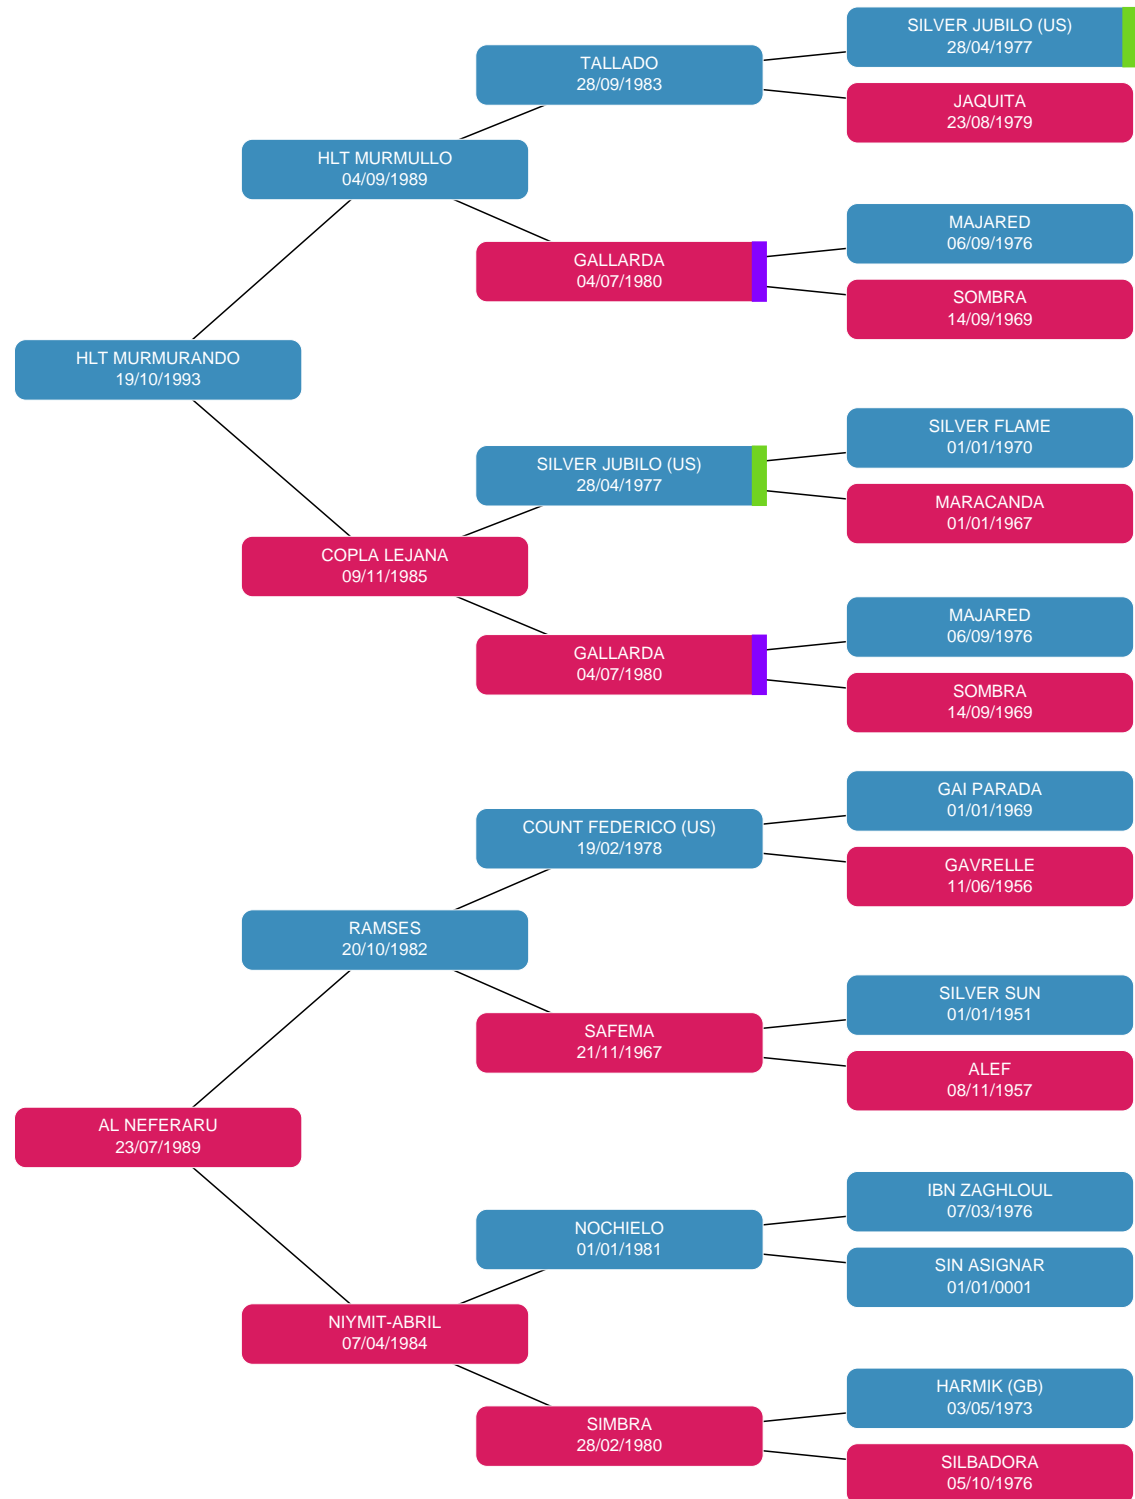 SILVER JUBILO (US)
28/04/1977
TALLADO
28/09/1983
JAQUITA
23/08/1979
HLT MURMULLO
04/09/1989
MAJARED
06/09/1976
GALLARDA
04/07/1980
SOMBRA
14/09/1969
HLT MURMURANDO
19/10/1993
SILVER FLAME
01/01/1970
SILVER JUBILO (US)
28/04/1977
MARACANDA
01/01/1967
COPLA LEJANA
09/11/1985
MAJARED
06/09/1976
GALLARDA
04/07/1980
SOMBRA
14/09/1969
GAI PARADA
01/01/1969
COUNT FEDERICO (US)
19/02/1978
GAVRELLE
11/06/1956
RAMSES
20/10/1982
SILVER SUN
01/01/1951
SAFEMA
21/11/1967
ALEF
08/11/1957
AL NEFERARU
23/07/1989
IBN ZAGHLOUL
07/03/1976
NOCHIELO
01/01/1981
SIN ASIGNAR
01/01/0001
NIYMIT-ABRIL
07/04/1984
HARMIK (GB)
03/05/1973
SIMBRA
28/02/1980
SILBADORA
05/10/1976